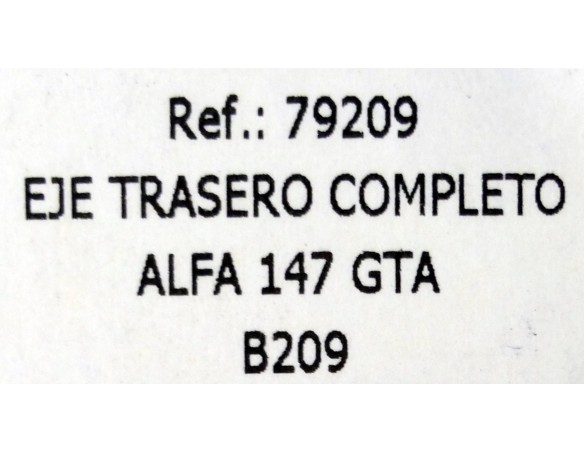 Ref.: 79209
EJE TRASERO COMPLETO
ALFA 147 GTA
B209